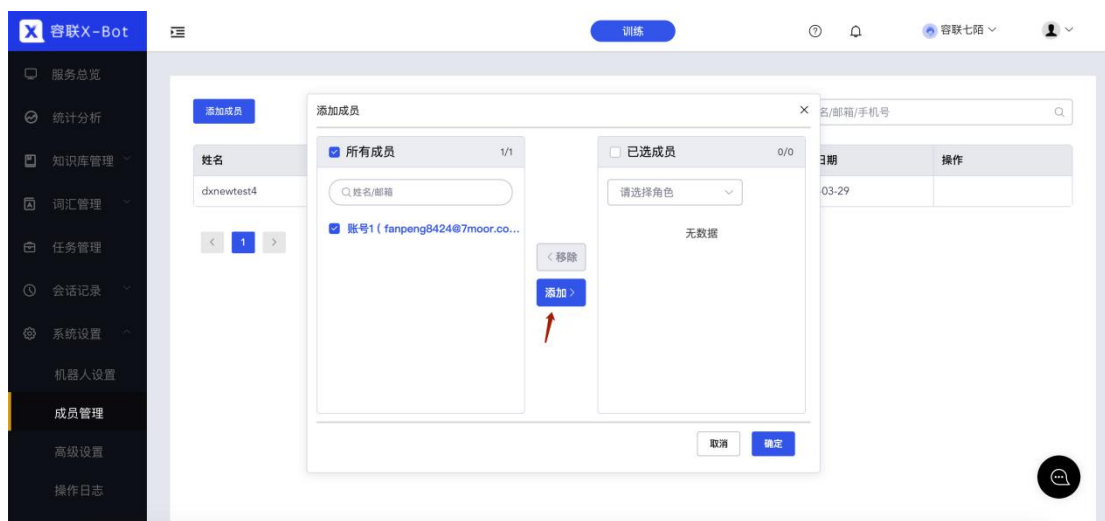 容联X-Bot
训练
容联七陌
服务总览
统计分析
知识库管理
词汇管理
任务管理
会话记录
系统设置
机器人设置
成员管理
高级设置
操作日志
添加成员
名/邮箱/手机号
姓名
日期
操作
dxnewtest4
-03-29
1
添加成员
所有成员
1/1
姓名/邮箱
账号1 ( fanpeng8424@7moor.co...
移除
添加
已选成员
0/0
请选择角色
无数据
取消
确定